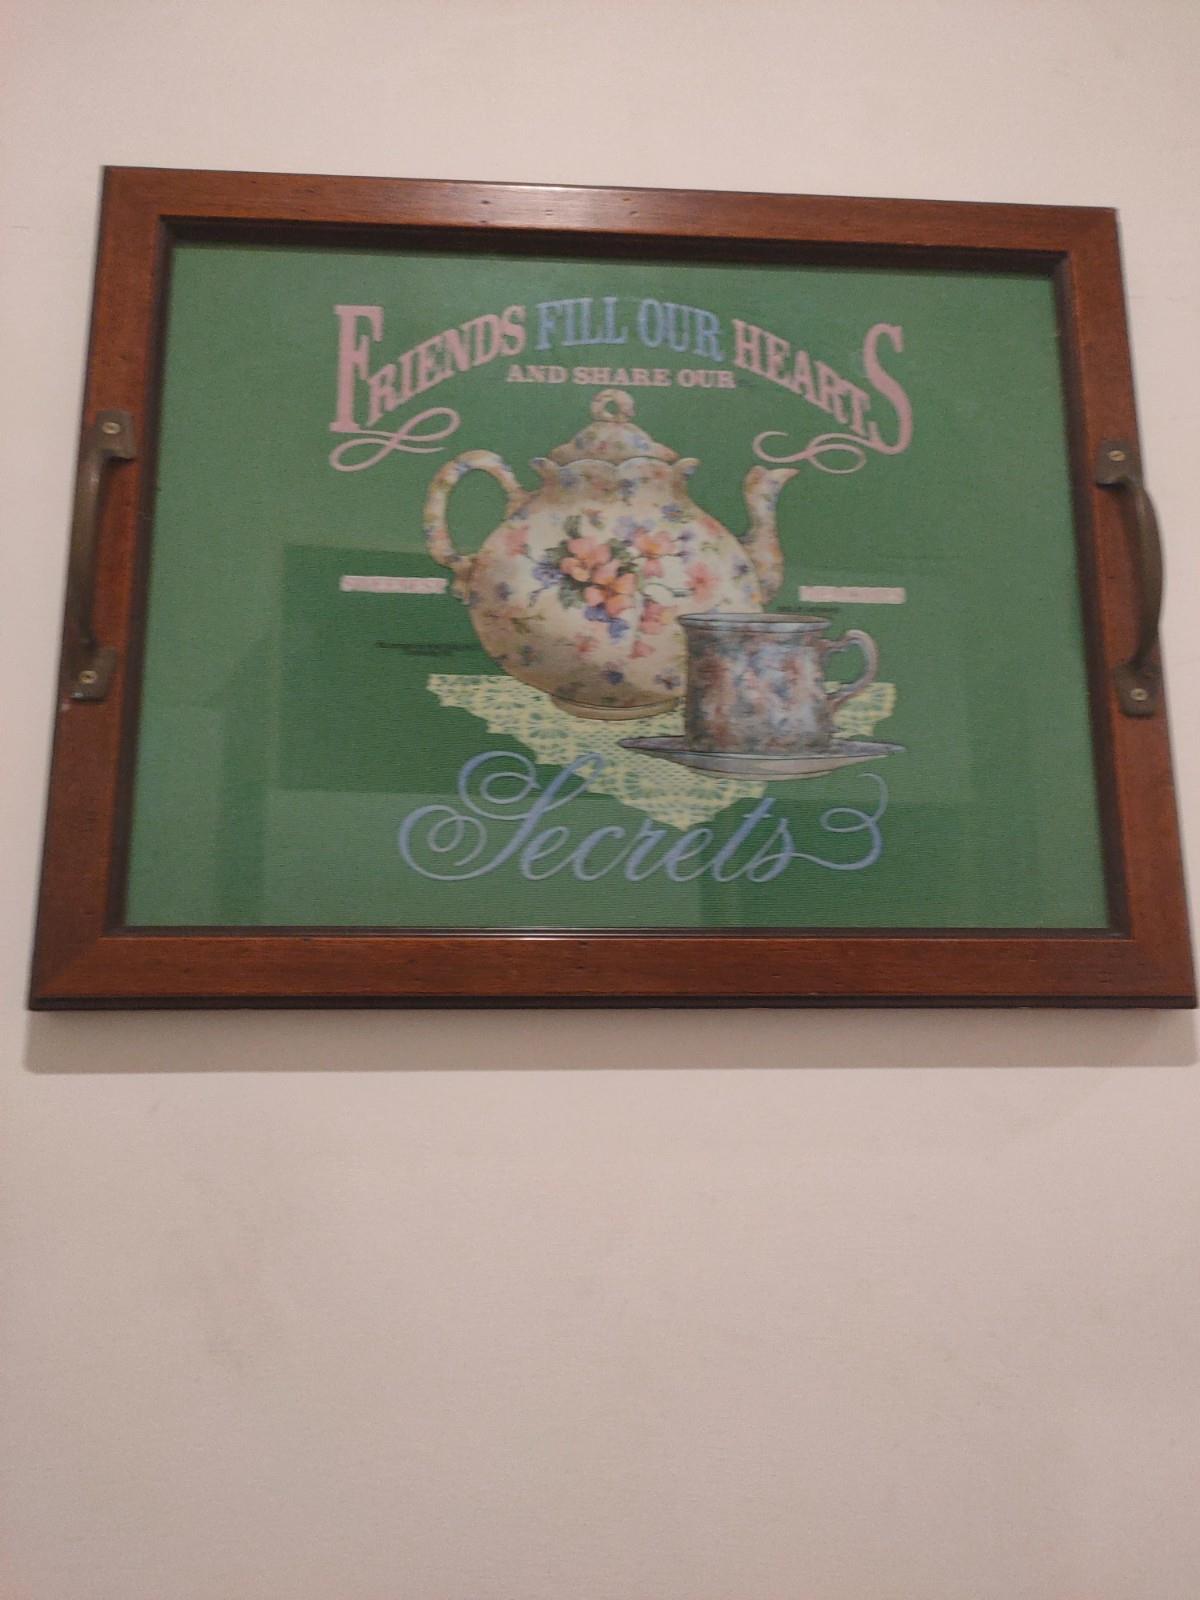 FRIENDS FILL OUR HEARTS
AND SHARE OUR
Secrets